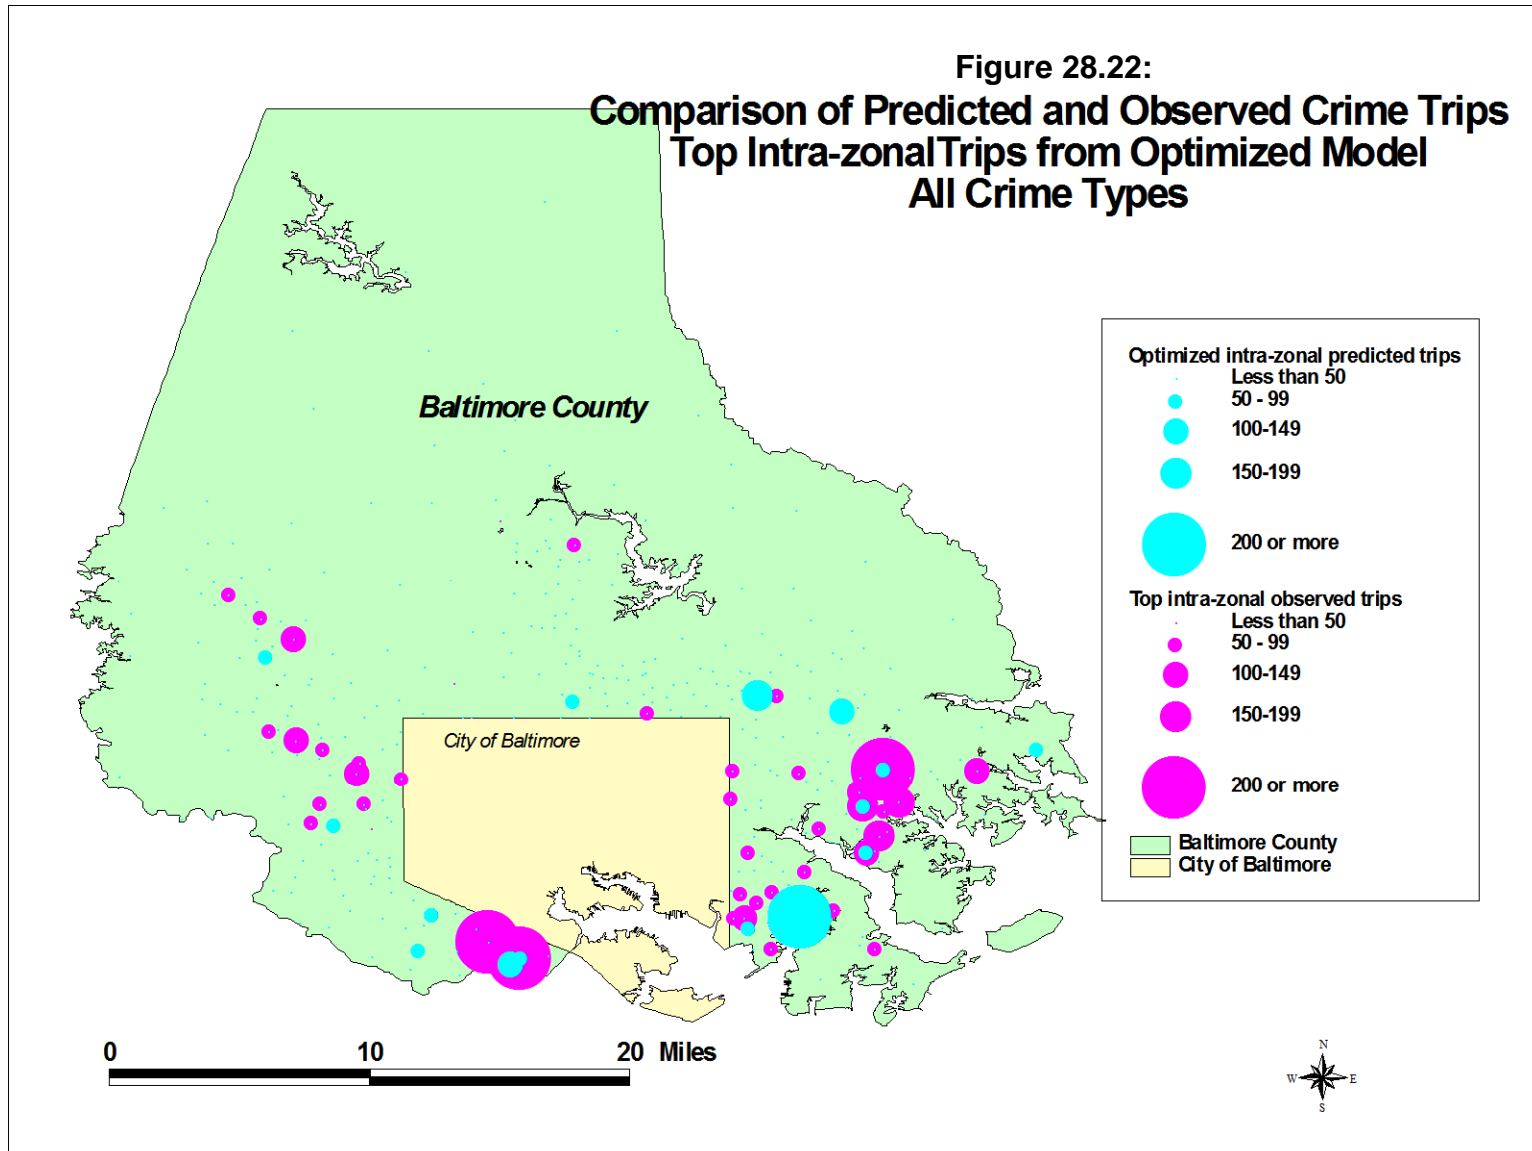 Figure 28.22:
Comparison of Predicted and Observed Crime Trips
Top Intra-zonalTrips from Optimized Model
All Crime Types
Baltimore County
City of Baltimore
Optimized intra-zonal predicted trips
Less than 50
50 - 99
100-149
150-199
200 or more
Top intra-zonal observed trips
Less than 50
50 - 99
100-149
150-199
200 or more
Baltimore County
City of Baltimore
0 10 20 Miles
N
W E
S